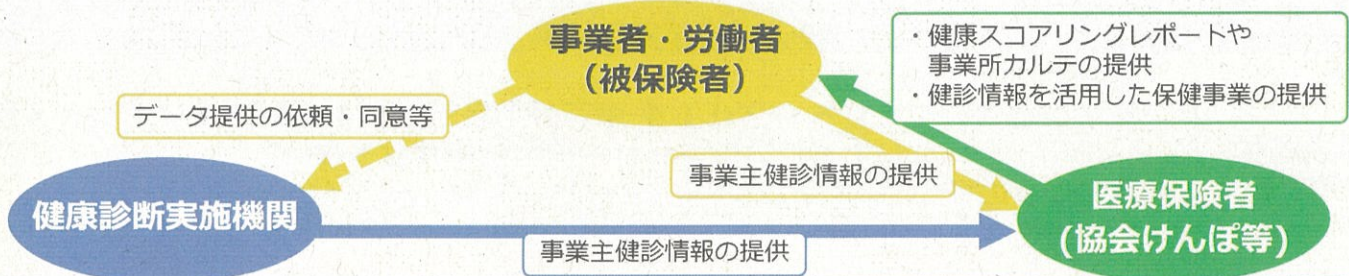 事業者・労働者
(被保険者)
・健康スコアリングレポートや
事業所カルテの提供
・健診情報を活用した保健事業の提供
データ提供の依頼・同意等
事業主健診情報の提供
健康診断実施機関
医療保険者
(協会けんぽ等)
事業主健診情報の提供